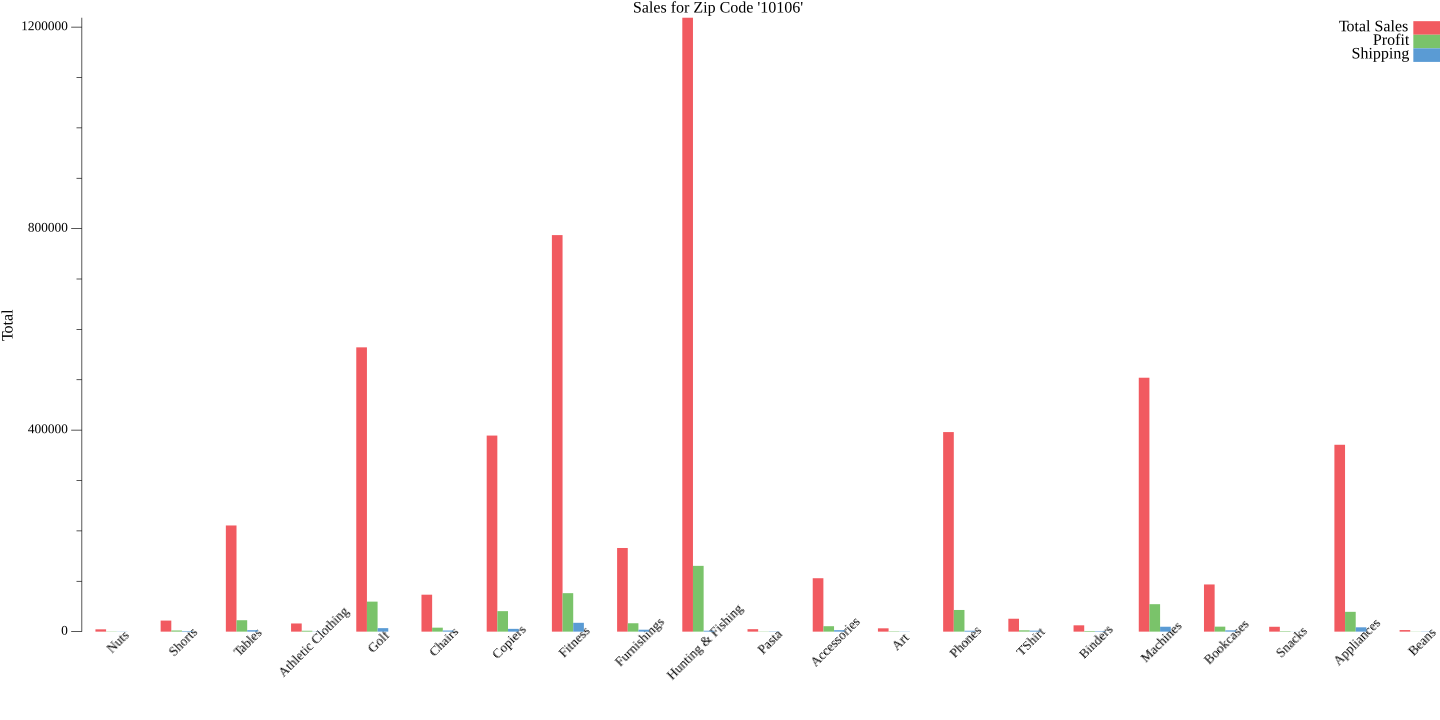 Sales for Zip Code '10106'
Total Sales
Profit
Shipping
Total
1200000
800000
400000
0
Nuts
Shorts
Tables
Athletic Clothing
Golf
Chairs
Copiers
Fitness
Furnishings
Hunting & Fishing
Pasta
Accessories
Art
Phones
TShirt
Binders
Machines
Bookcases
Snacks
Appliances
Beans